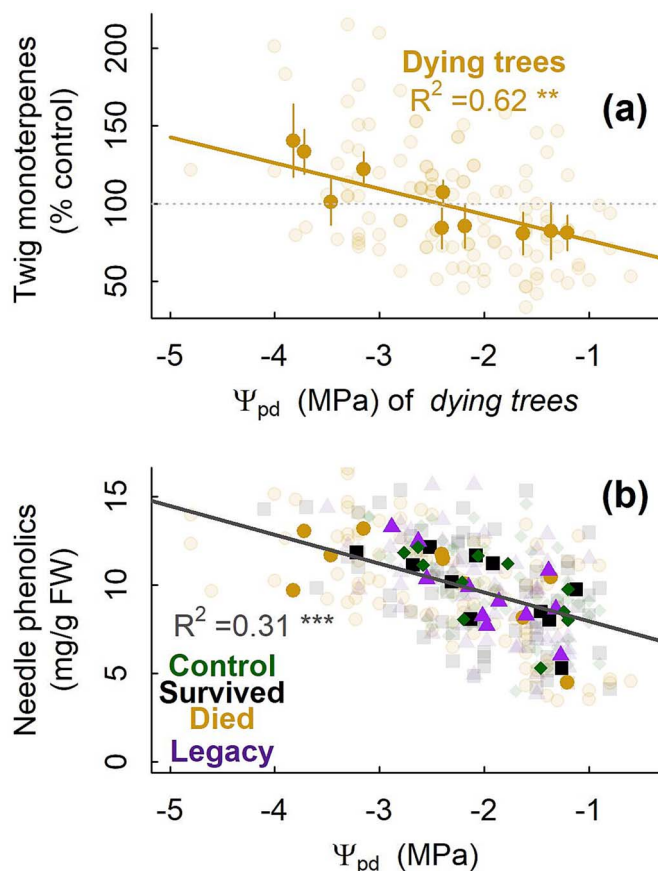 Twig monoterpenes
(% control)
200
150
100
50
Dying trees
R² =0.62 **
(a)
-5 -4 -3 -2 -1
Ψpd (MPa) of dying trees
Needle phenolics
(mg/g FW)
15
10
5
0
(b)
R² =0.31 ***
Control
Survived
Died
Legacy
-5 -4 -3 -2 -1
Ψpd (MPa)